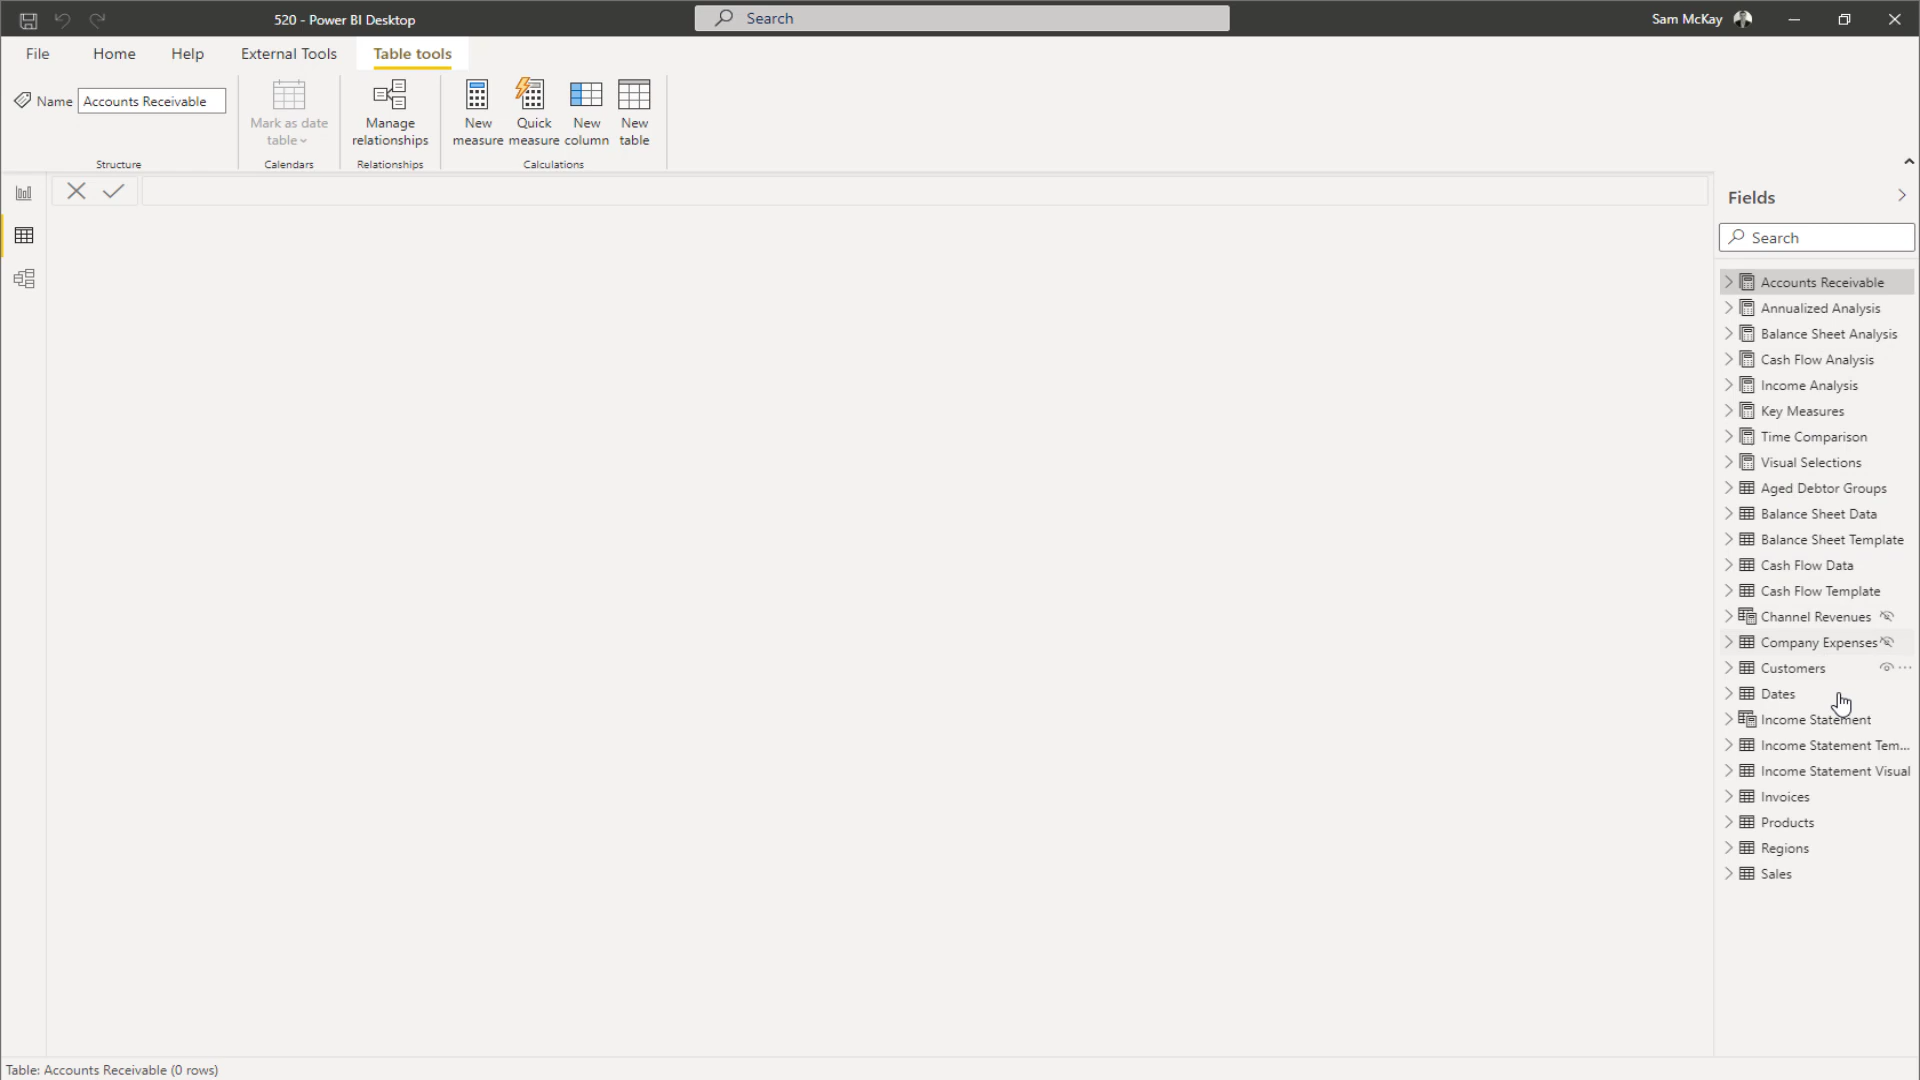 520 - Power BI Desktop
Search
Sam McKay
File
Home
Help
External Tools
Table tools
Name
Accounts Receivable
Mark as date
table
Manage
relationships
New
measure
Quick
measure
New
column
New
table
Structure
Calendars
Relationships
Calculations
Fields
Search
Accounts Receivable
Annualized Analysis
Balance Sheet Analysis
Cash Flow Analysis
Income Analysis
Key Measures
Time Comparison
Visual Selections
Aged Debtor Groups
Balance Sheet Data
Balance Sheet Template
Cash Flow Data
Cash Flow Template
Channel Revenues
Company Expenses
Customers
Dates
Income Statement
Income Statement Tem...
Income Statement Visual
Invoices
Products
Regions
Sales
Table: Accounts Receivable (0 rows)